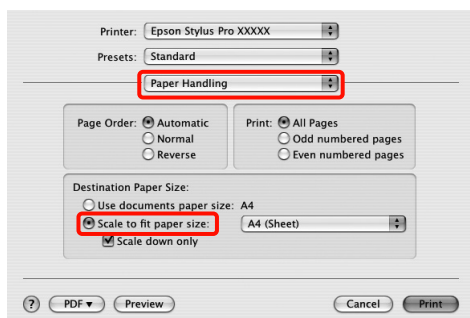 Printer: Epson Stylus Pro XXXXX
Presets: Standard
Paper Handling
Page Order: Automatic
Normal
Reverse
Print: All Pages
Odd numbered pages
Even numbered pages
Destination Paper Size:
Use documents paper size: A4
Scale to fit paper size: A4 (Sheet)
Scale down only
? PDF▼ Preview Cancel Print